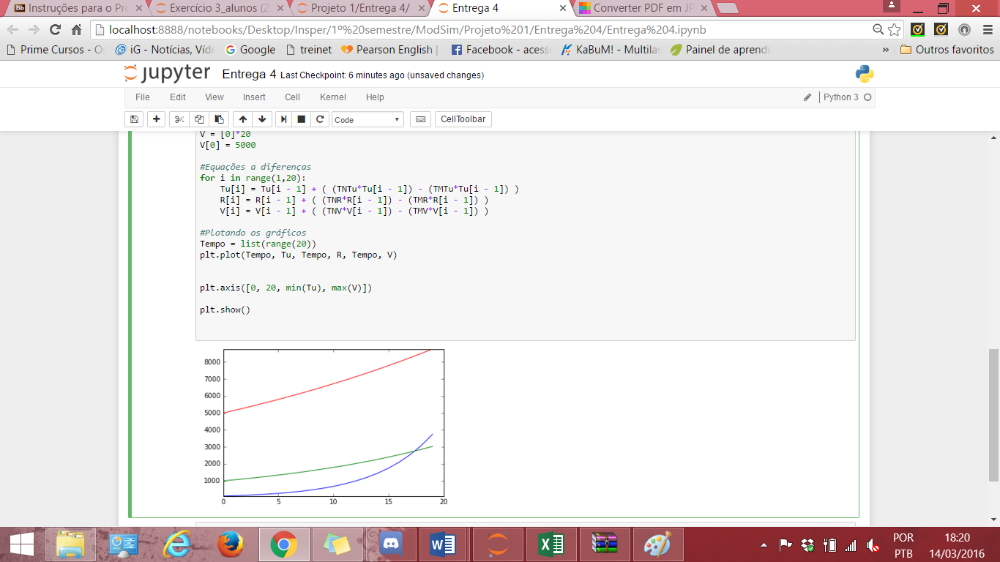 Instruções para o Pro
Exercício 3_alunos (2
Projeto 1/Entrega 4/
Entrega 4
Converter PDF em JP
localhost:8888/notebooks/Desktop/Insper/1º%20semestre/ModSim/Projeto%201/Entrega%204/Entrega%204.ipynb
Prime Cursos - Os
iG - Notícias, Víde
Google
treinet
Pearson English |
Facebook - acess
KaBuM! - Multilas
Painel de aprendi
»
Outros favoritos
jupyter Entrega 4 Last Checkpoint: 6 minutes ago (unsaved changes)
File Edit View Insert Cell Kernel Help Python 3
Code CellToolbar
V = [0]*20
V[0] = 5000
#Equações a diferenças
for i in range(1,20):
Tu[i] = Tu[i - 1] + ( (TNTu*Tu[i - 1]) - (TMTu*Tu[i - 1]) )
R[i] = R[i - 1] + ( (TNR*R[i - 1]) - (TMR*R[i - 1]) )
V[i] = V[i - 1] + ( (TNV*V[i - 1]) - (TMV*V[i - 1]) )
#Plotando os gráficos
Tempo = list(range(20))
plt.plot(Tempo, Tu, Tempo, R, Tempo, V)
plt.axis([0, 20, min(Tu), max(V)])
plt.show()
8000
7000
6000
5000
4000
3000
2000
1000
0 5 10 15 20
POR 18:20
PTB 14/03/2016